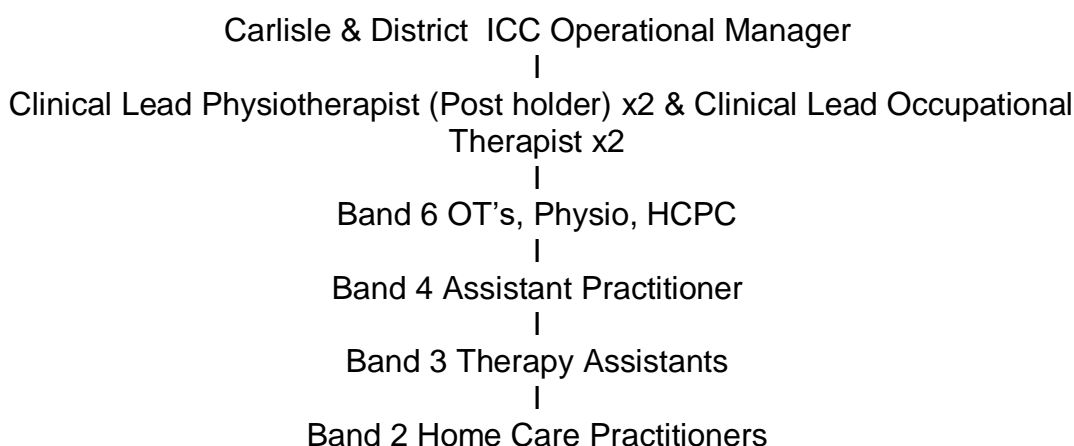 Carlisle & District  ICC Operational Manager
I
Clinical Lead Physiotherapist (Post holder) x2 & Clinical Lead Occupational
Therapist x2
I
Band 6 OT’s, Physio, HCPC
I
Band 4 Assistant Practitioner
I
Band 3 Therapy Assistants
I
Band 2 Home Care Practitioners